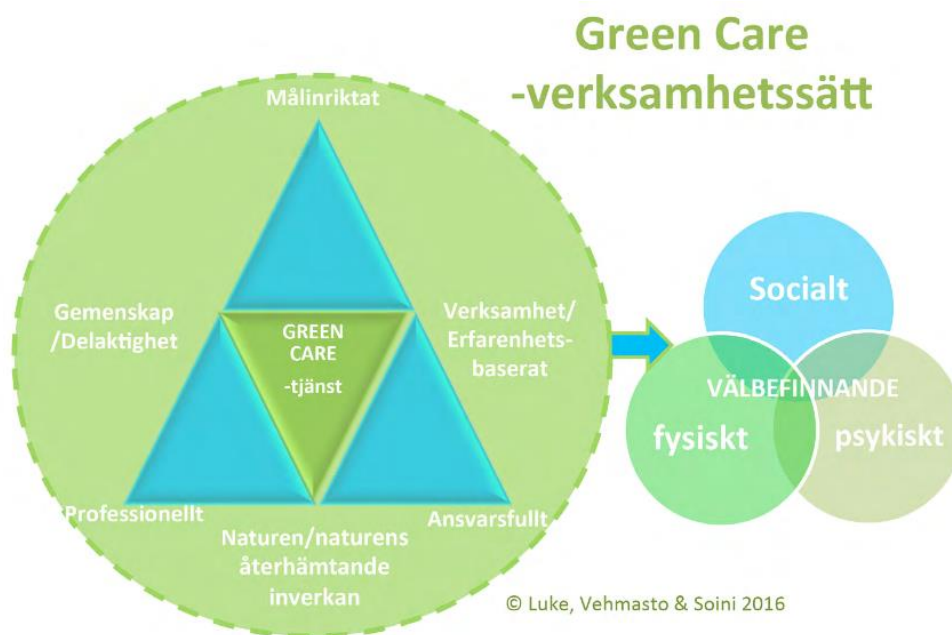 Green Care
-verksamhetssätt
Målinriktat
Gemenskap
/Delaktighet
GREEN
CARE
-tjänst
Verksamhet/
Erfarenhets-
baserat
Professionellt
Naturen/naturens
återhämtande
inverkan
Ansvarsfullt
Socialt
VÄLBEFINNANDE
fysiskt
psykiskt
© Luke, Vehmasto & Soini 2016